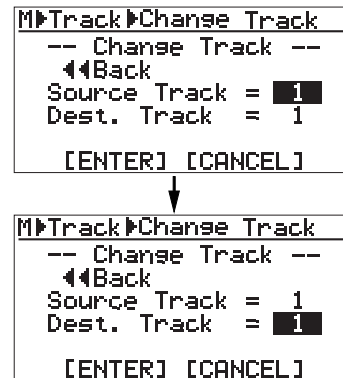 M▶Track▶Change Track
-- Change Track --
◀◀Back
Source Track = 1
Dest. Track = 1
[ENTER] [CANCEL]
M▶Track▶Change Track
-- Change Track --
◀◀Back
Source Track = 1
Dest. Track = 1
[ENTER] [CANCEL]